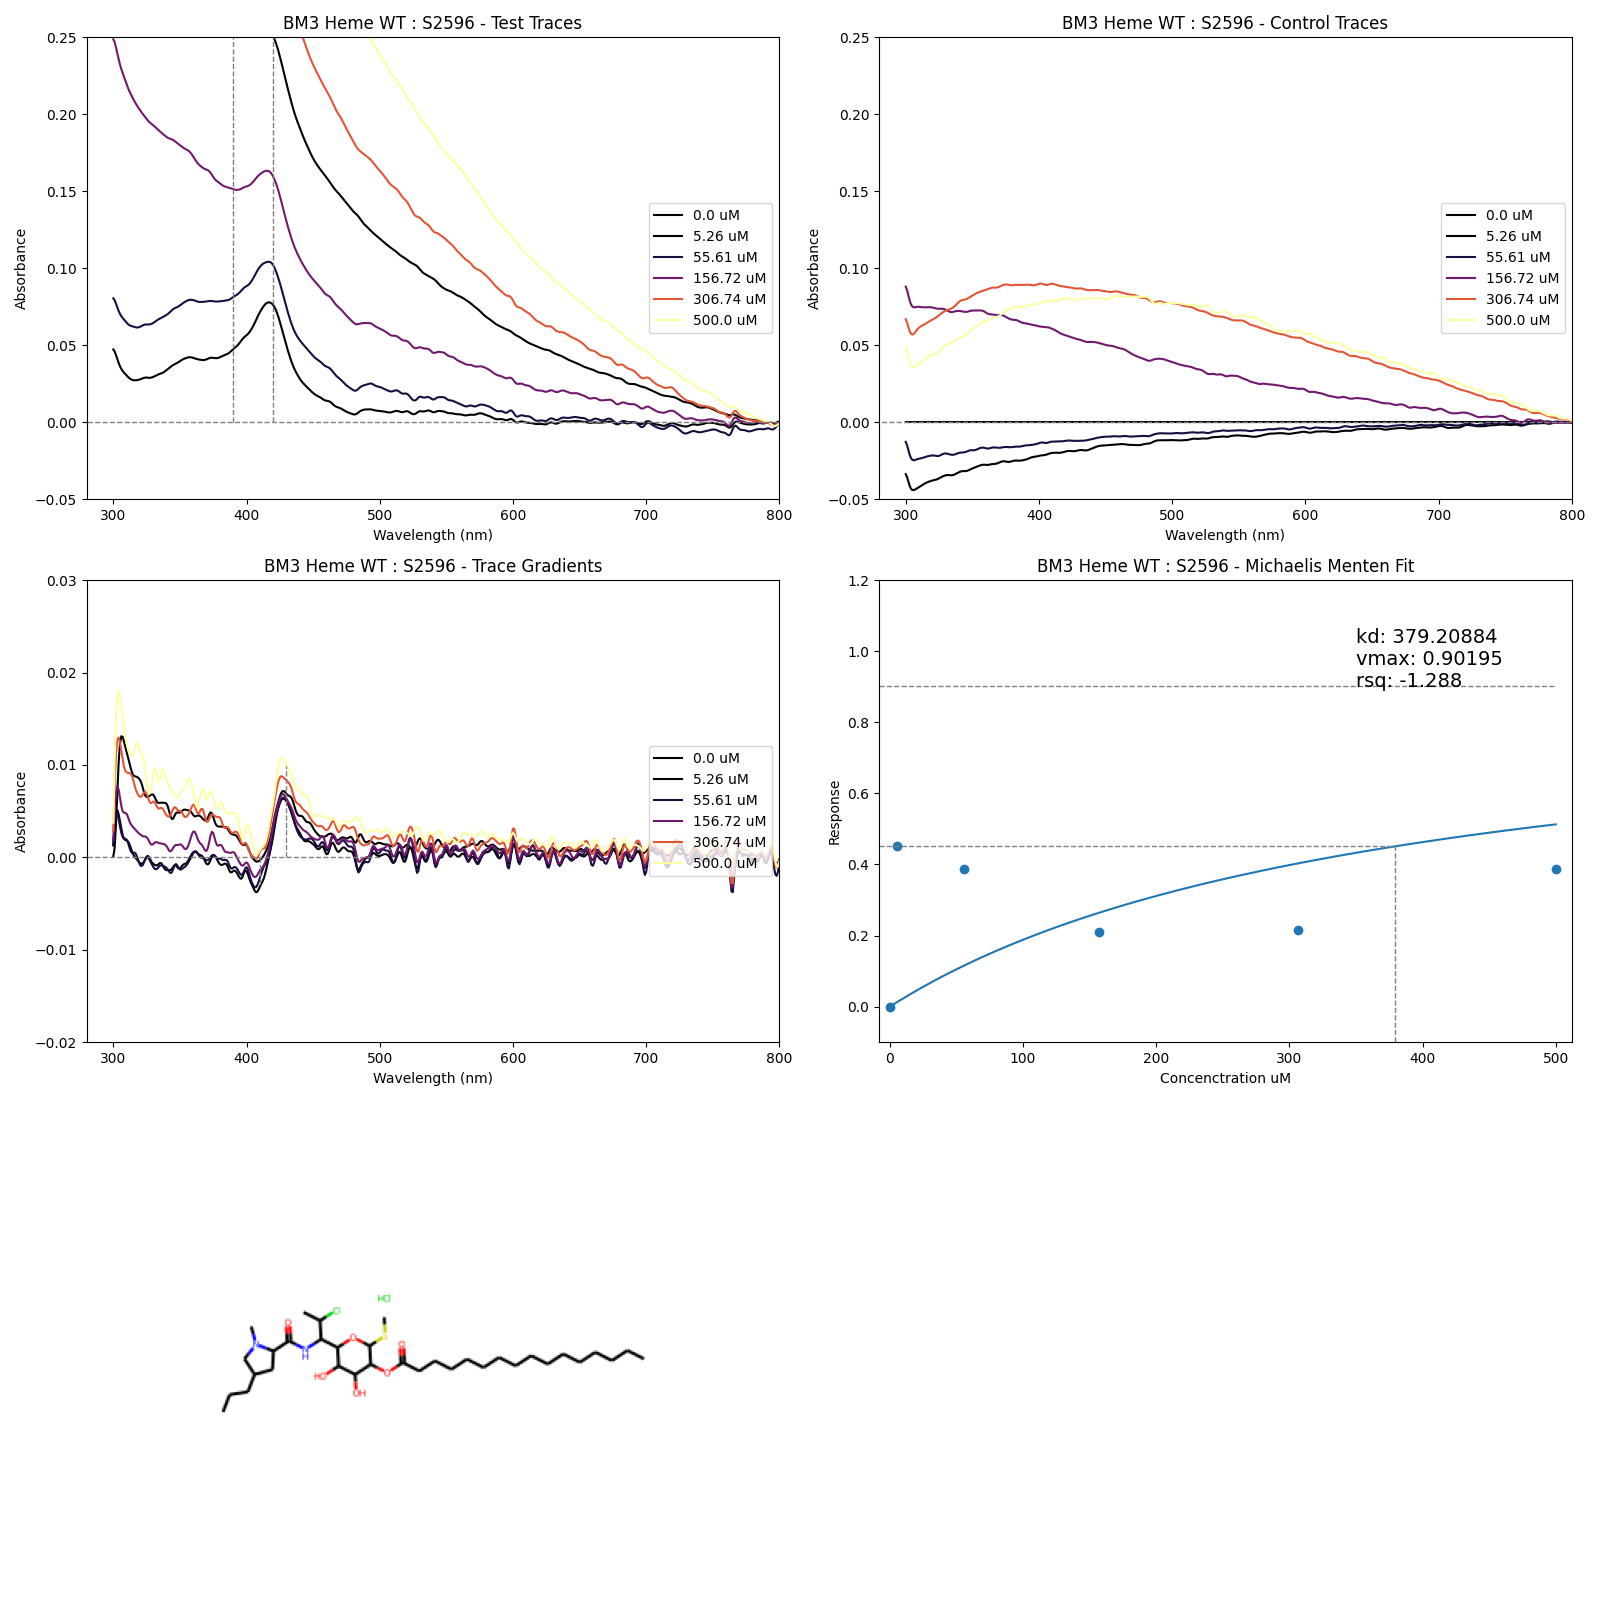 BM3 Heme WT : S2596 - Test Traces
0.25
0.20
0.15
0.10
0.05
0.00
−0.05
Absorbance
300 400 500 600 700 800
Wavelength (nm)
0.0 uM
5.26 uM
55.61 uM
156.72 uM
306.74 uM
500.0 uM
BM3 Heme WT : S2596 - Control Traces
0.25
0.20
0.15
0.10
0.05
0.00
−0.05
Absorbance
300 400 500 600 700 800
Wavelength (nm)
0.0 uM
5.26 uM
55.61 uM
156.72 uM
306.74 uM
500.0 uM
BM3 Heme WT : S2596 - Trace Gradients
0.03
0.02
0.01
0.00
−0.01
−0.02
Absorbance
300 400 500 600 700 800
Wavelength (nm)
0.0 uM
5.26 uM
55.61 uM
156.72 uM
306.74 uM
500.0 uM
BM3 Heme WT : S2596 - Michaelis Menten Fit
kd: 379.20884
vmax: 0.90195
rsq: -1.288
1.2
1.0
0.8
0.6
0.4
0.2
0.0
Response
0 100 200 300 400 500
Concenctration uM
HCl
Cl
O
N
N
H
O
S
O
O
HO
OH